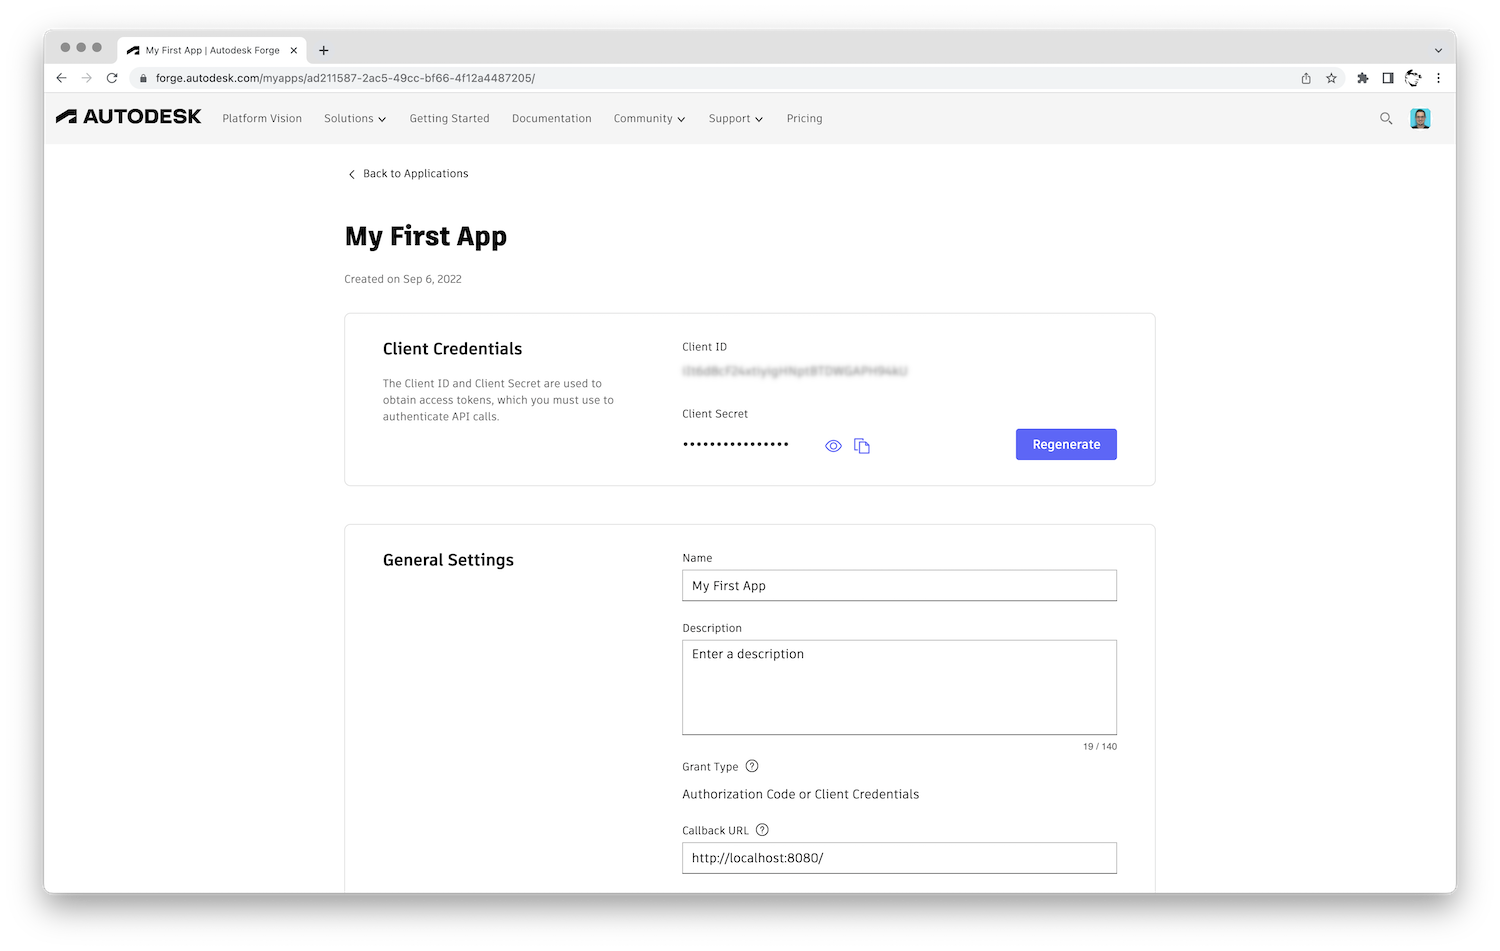 My First App | Autodesk Forge
forge.autodesk.com/myapps/ad211587-2ac5-49cc-bf66-4f12a4487205/
AUTODESK Platform Vision Solutions Getting Started Documentation Community Support Pricing
Back to Applications
My First App
Created on Sep 6, 2022
Client Credentials
The Client ID and Client Secret are used to
obtain access tokens, which you must use to
authenticate API calls.
Client ID
Client Secret
••••••••••••••••
Regenerate
General Settings
Name
My First App
Description
Enter a description
19 / 140
Grant Type ?
Authorization Code or Client Credentials
Callback URL ?
http://localhost:8080/